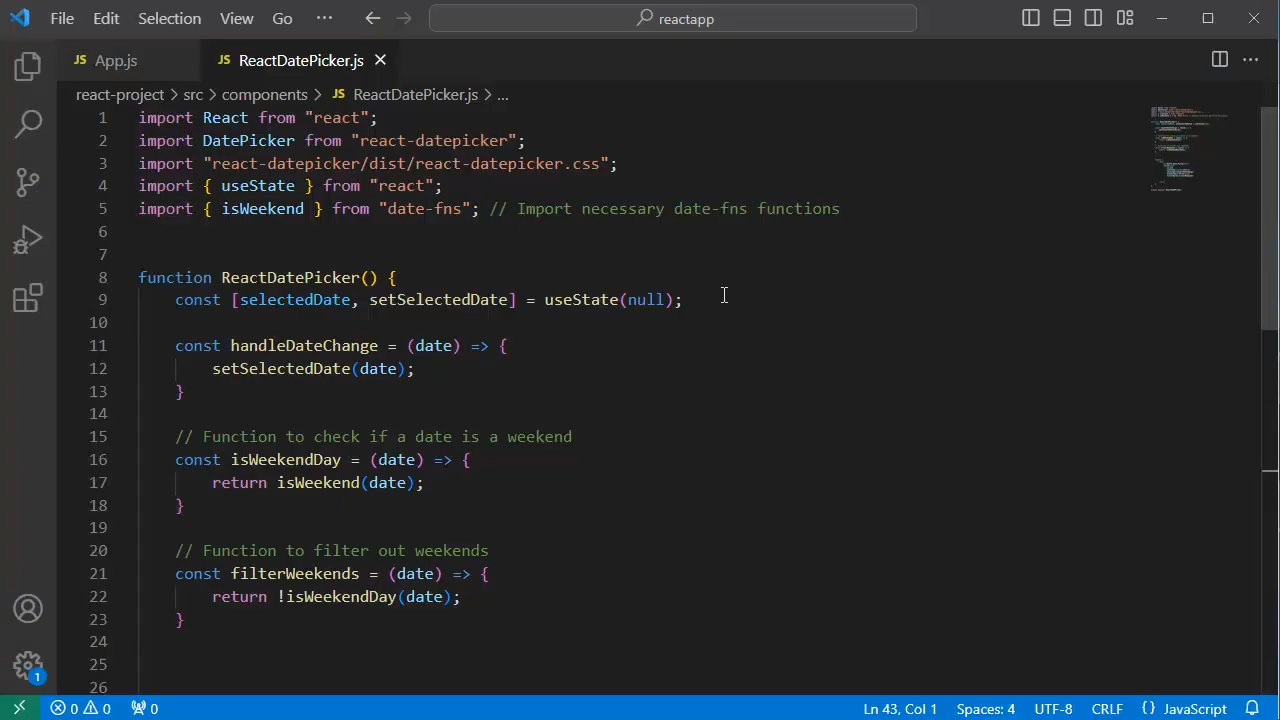 File Edit Selection View Go ··· reactapp
JS App.js JS ReactDatePicker.js
react-project > src > components > JS ReactDatePicker.js > ...
1 import React from "react";
2 import DatePicker from "react-datepicker";
3 import "react-datepicker/dist/react-datepicker.css";
4 import { useState } from "react";
5 import { isWeekend } from "date-fns"; // Import necessary date-fns functions
6
7
8 function ReactDatePicker() {
9 const [selectedDate, setSelectedDate] = useState(null);
10
11 const handleDateChange = (date) => {
12 setSelectedDate(date);
13 }
14
15 // Function to check if a date is a weekend
16 const isWeekendDay = (date) => {
17 return isWeekend(date);
18 }
19
20 // Function to filter out weekends
21 const filterWeekends = (date) => {
22 return !isWeekendDay(date);
23 }
24
25
26
1
0 0 0 Ln 43, Col 1 Spaces: 4 UTF-8 CRLF {} JavaScript